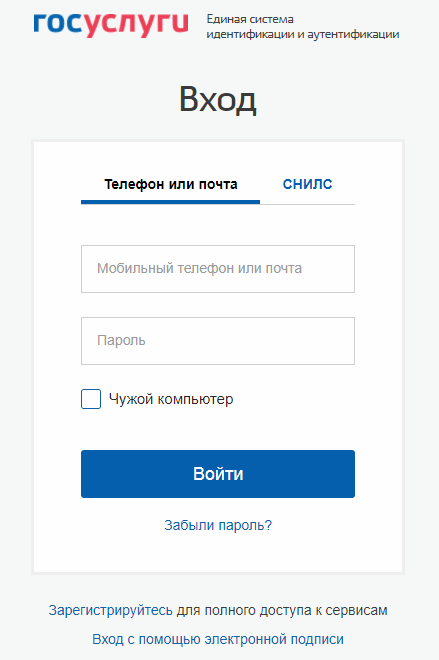 госуслуги
Единая система
идентификации и аутентификации
Вход
Телефон или почта
СНИЛС
Мобильный телефон или почта
Пароль
Чужой компьютер
Войти
Забыли пароль?
Зарегистрируйтесь для полного доступа к сервисам
Вход с помощью электронной подписи